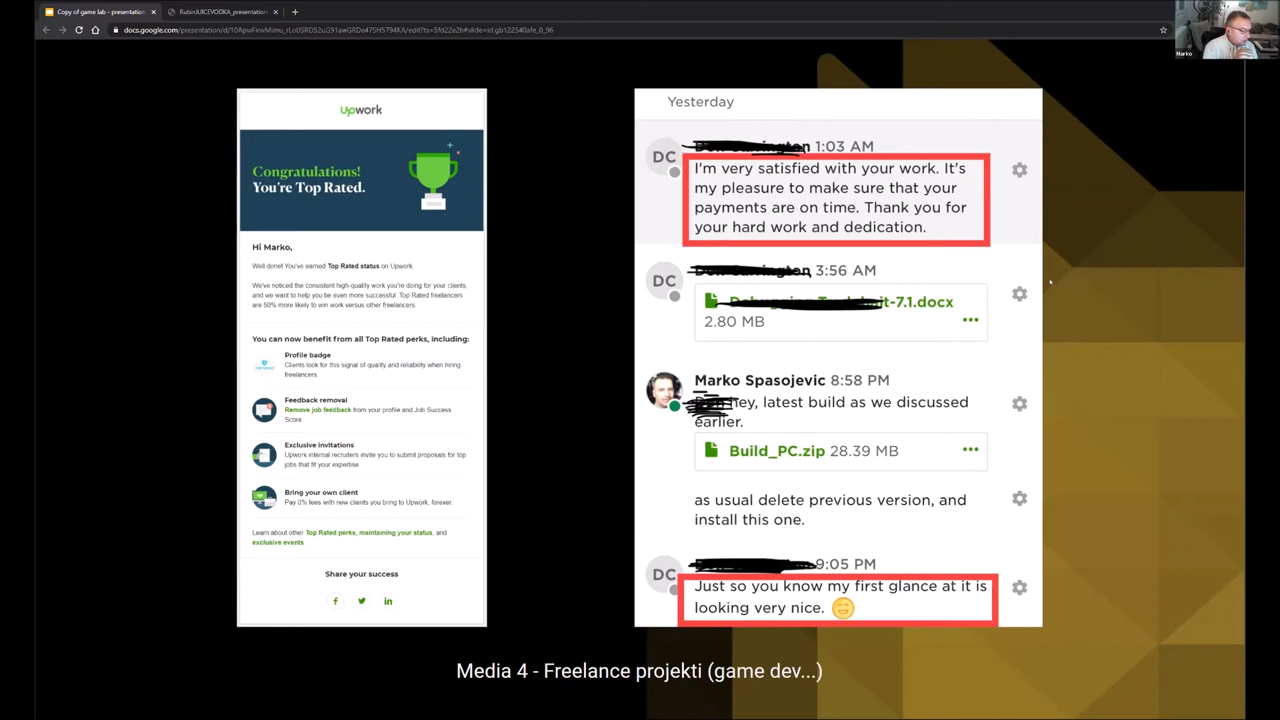 Copy of game lab - presentation
RubinJUICEVODKA_presentation
Marko
upwork
Congratulations!
You're Top Rated.
Hi Marko,
Well done! You've earned Top Rated status on Upwork.
We've noticed the consistent high-quality work you're doing for your clients,
and we want to help you be even more successful. Top Rated freelancers
are 50% more likely to win work versus other freelancers.
You can now benefit from all Top Rated perks, including:
Profile badge
Clients look for this signal of quality and reliability when hiring
freelancers.
Feedback removal
Remove job feedback from your profile and Job Success
Score.
Exclusive invitations
Upwork internal recruiters invite you to submit proposals for top
jobs that fit your expertise.
Bring your own client
Pay 0% fees with new clients you bring to Upwork, forever.
Learn about other Top Rated perks, maintaining your status, and
exclusive events.
Share your success
Yesterday
DC
1:03 AM
I'm very satisfied with your work. It's
my pleasure to make sure that your
payments are on time. Thank you for
your hard work and dedication.
DC
3:56 AM
-7.1.docx
2.80 MB
Marko Spasojevic 8:58 PM
hey, latest build as we discussed
earlier.
Build_PC.zip 28.39 MB
as usual delete previous version, and
install this one.
DC
9:05 PM
Just so you know my first glance at it is
looking very nice. 😄
Media 4 - Freelance projekti (game dev...)